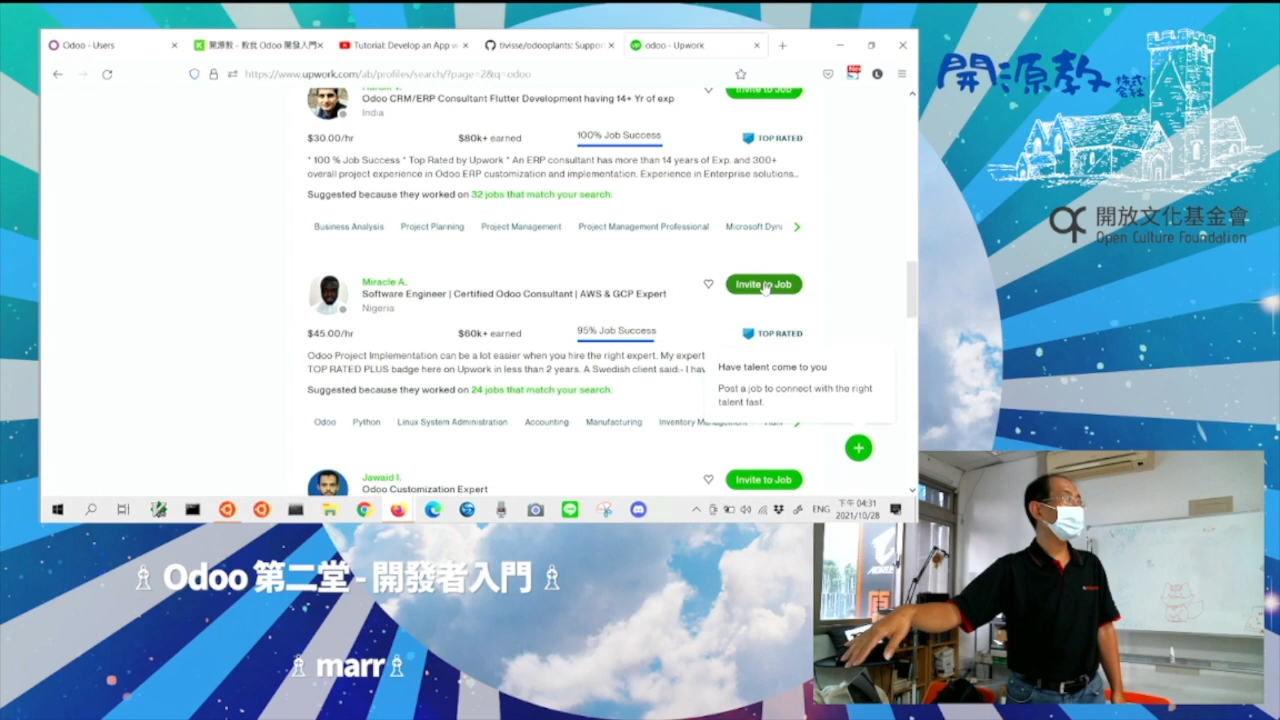 Odoo - Users
開源教 - 教我 Odoo 開發入門
Tutorial: Develop an App w
tivisse/odooplants: Suppor
odoo - Upwork
https://www.upwork.com/ab/profiles/search/?page=2&q=odoo
New
Invite to Job
Odoo CRM/ERP Consultant Flutter Development having 14+ Yr of exp
India
$30.00/hr
$80k+ earned
100% Job Success
TOP RATED
* 100 % Job Success * Top Rated by Upwork * An ERP consultant has more than 14 years of Exp. and 300+
overall project experience in Odoo ERP customization and implementation. Experience in Enterprise solutions...
Suggested because they worked on 32 jobs that match your search.
Business Analysis Project Planning Project Management Project Management Professional Microsoft Dyn
Miracle A.
Invite to Job
Software Engineer | Certified Odoo Consultant | AWS & GCP Expert
Nigeria
$45.00/hr
$60k+ earned
95% Job Success
TOP RATED
Odoo Project Implementation can be a lot easier when you hire the right expert. My expert
TOP RATED PLUS badge here on Upwork in less than 2 years. A Swedish client said:- I hav
Suggested because they worked on 24 jobs that match your search.
Have talent come to you
Post a job to connect with the right
talent fast.
Odoo Python Linux System Administration Accounting Manufacturing Inventory Management
Jawaid I.
Invite to Job
Odoo Customization Expert
ENG
下午 04:31
2021/10/28
開源教 株式会社
開放文化基金會
Open Culture Foundation
Odoo 第二堂 - 開發者入門
marr